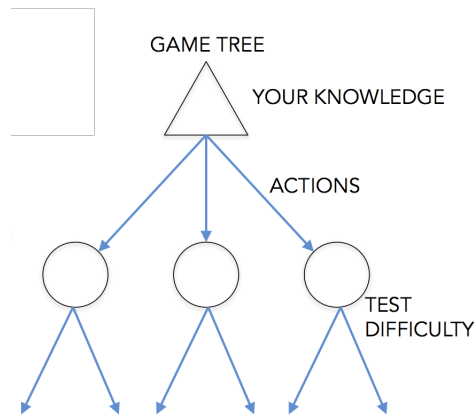 GAME TREE
YOUR KNOWLEDGE
ACTIONS
TEST
DIFFICULTY